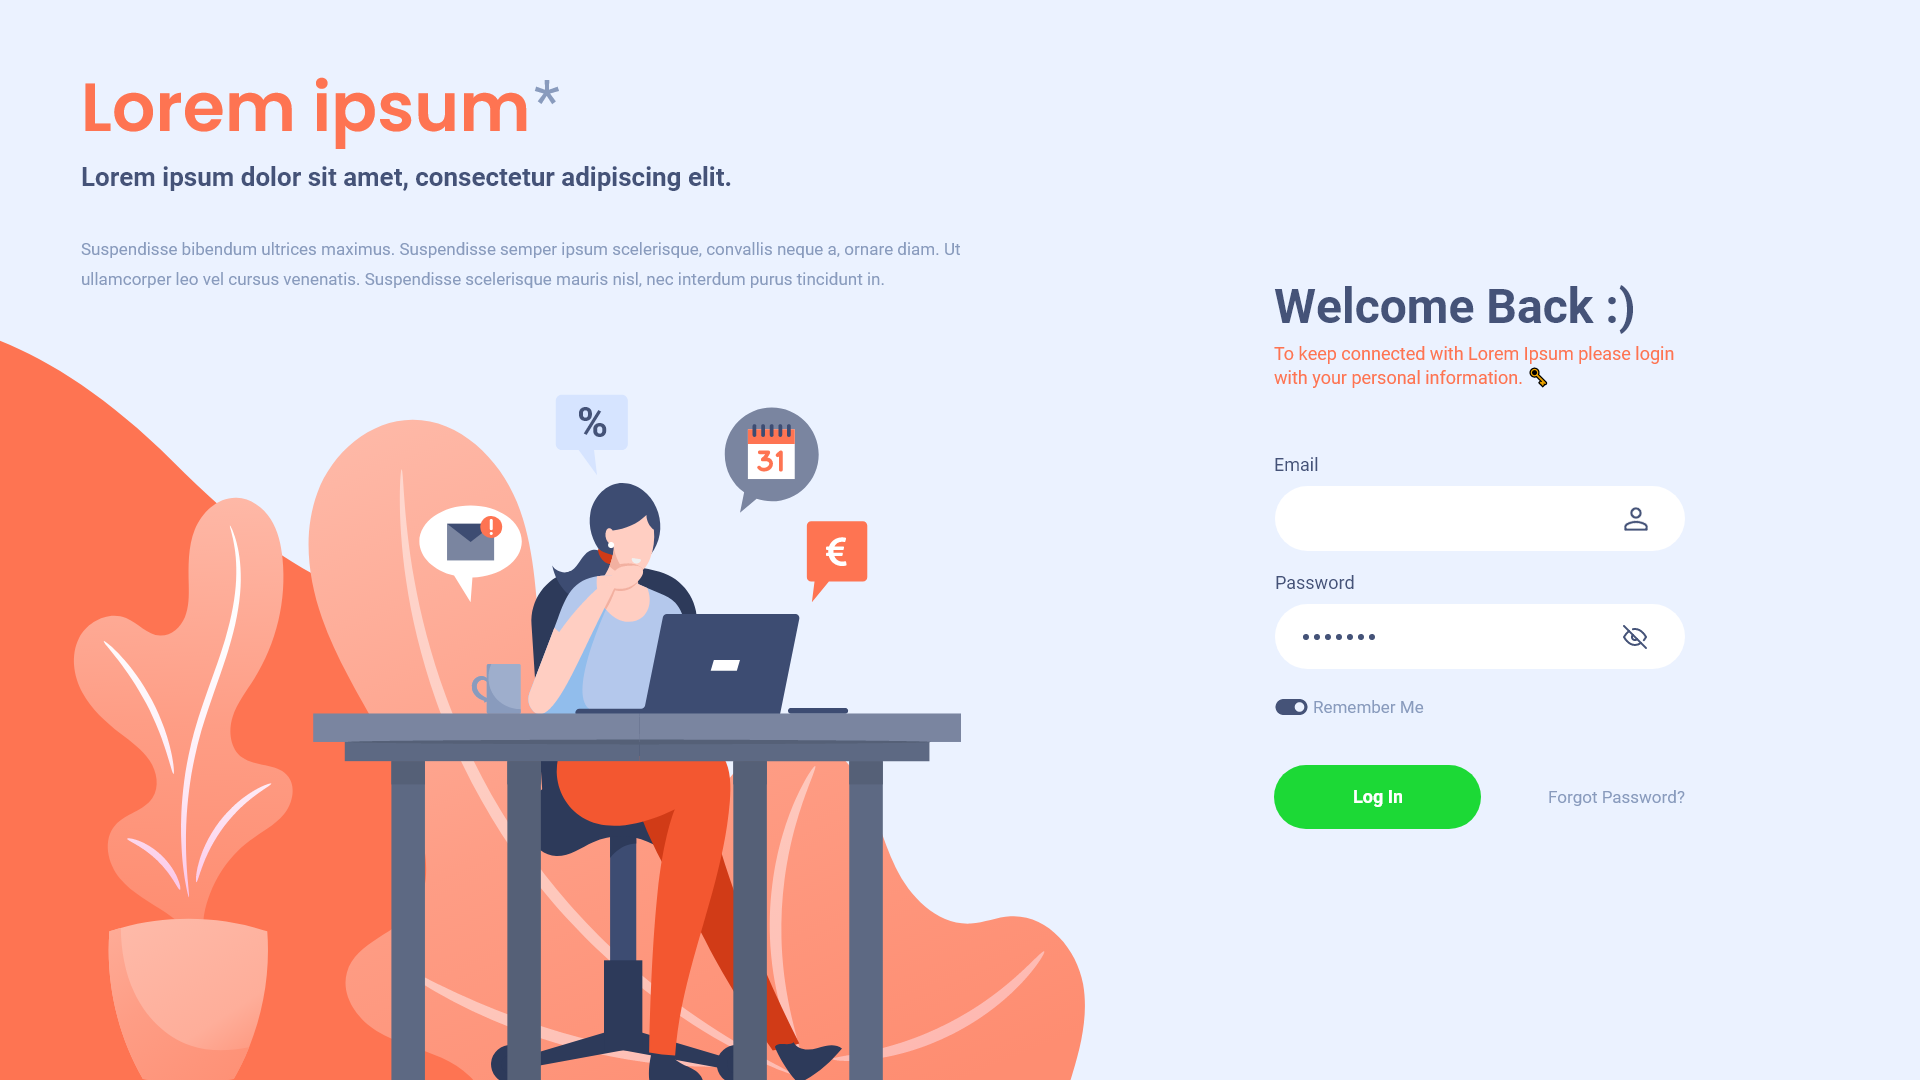 Lorem ipsum*
Lorem ipsum dolor sit amet, consectetur adipiscing elit.
Suspendisse bibendum ultrices maximus. Suspendisse semper ipsum scelerisque, convallis neque a, ornare diam. Ut
ullamcorper leo vel cursus venenatis. Suspendisse scelerisque mauris nisl, nec interdum purus tincidunt in.
%
31
!
€
Welcome Back :)
To keep connected with Lorem Ipsum please login
with your personal information. 🔑
Email
Password
•••••••
Remember Me
Log In
Forgot Password?